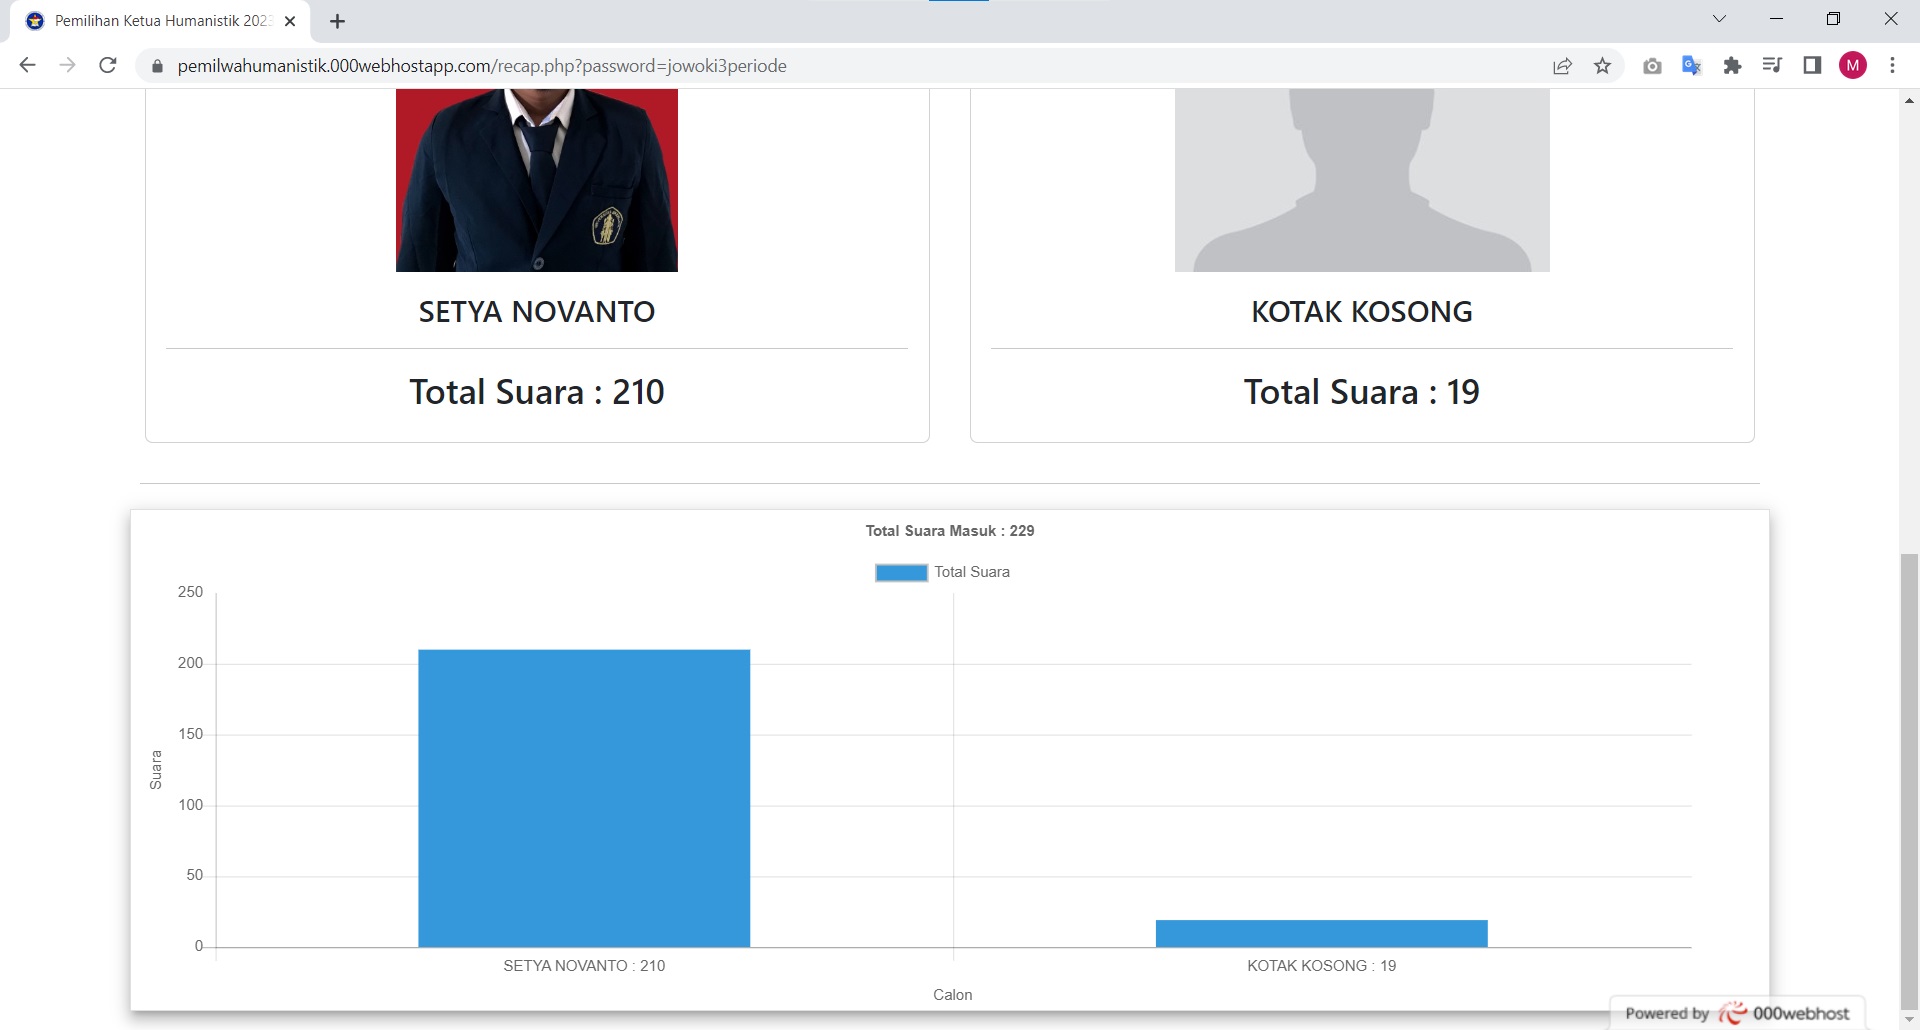 Pemilihan Ketua Humanistik 202
pemilwahumanistik.000webhostapp.com/recap.php?password=jowoki3periode
M
SETYA NOVANTO
Total Suara : 210
KOTAK KOSONG
Total Suara : 19
Total Suara Masuk : 229
Total Suara
250
200
150
100
50
0
Suara
SETYA NOVANTO : 210
KOTAK KOSONG : 19
Calon
Powered by 000webhost